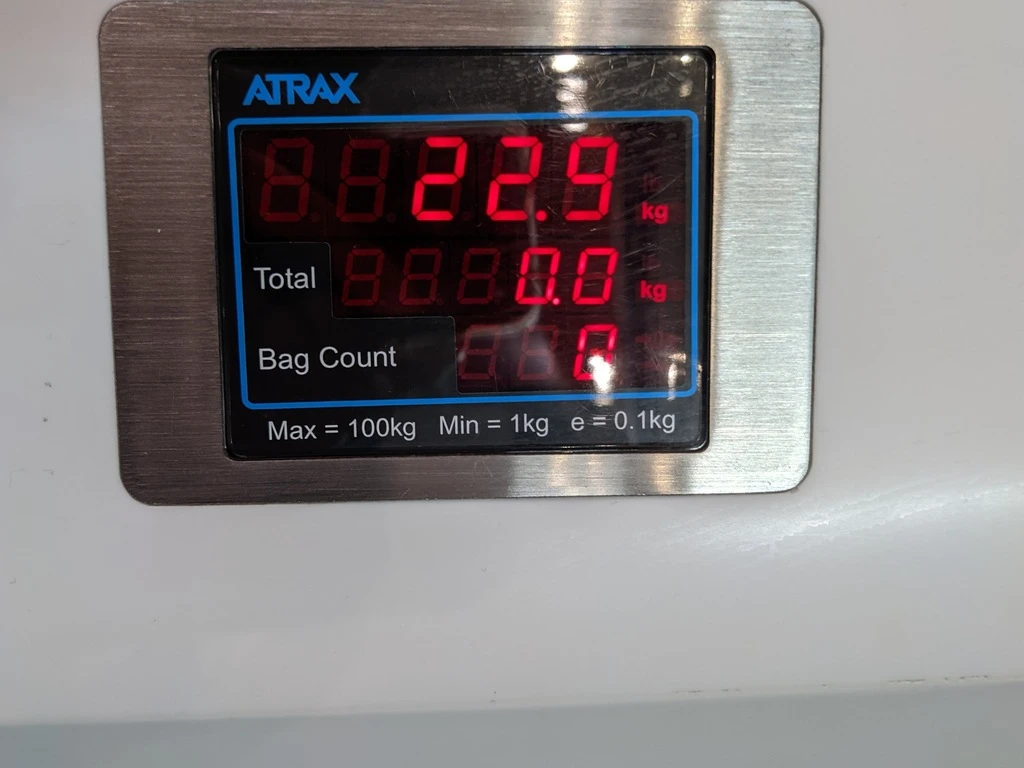 ATRAX
22.9 kg
Total 0.0 kg
Bag Count 0
Max = 100kg Min = 1kg e = 0.1kg